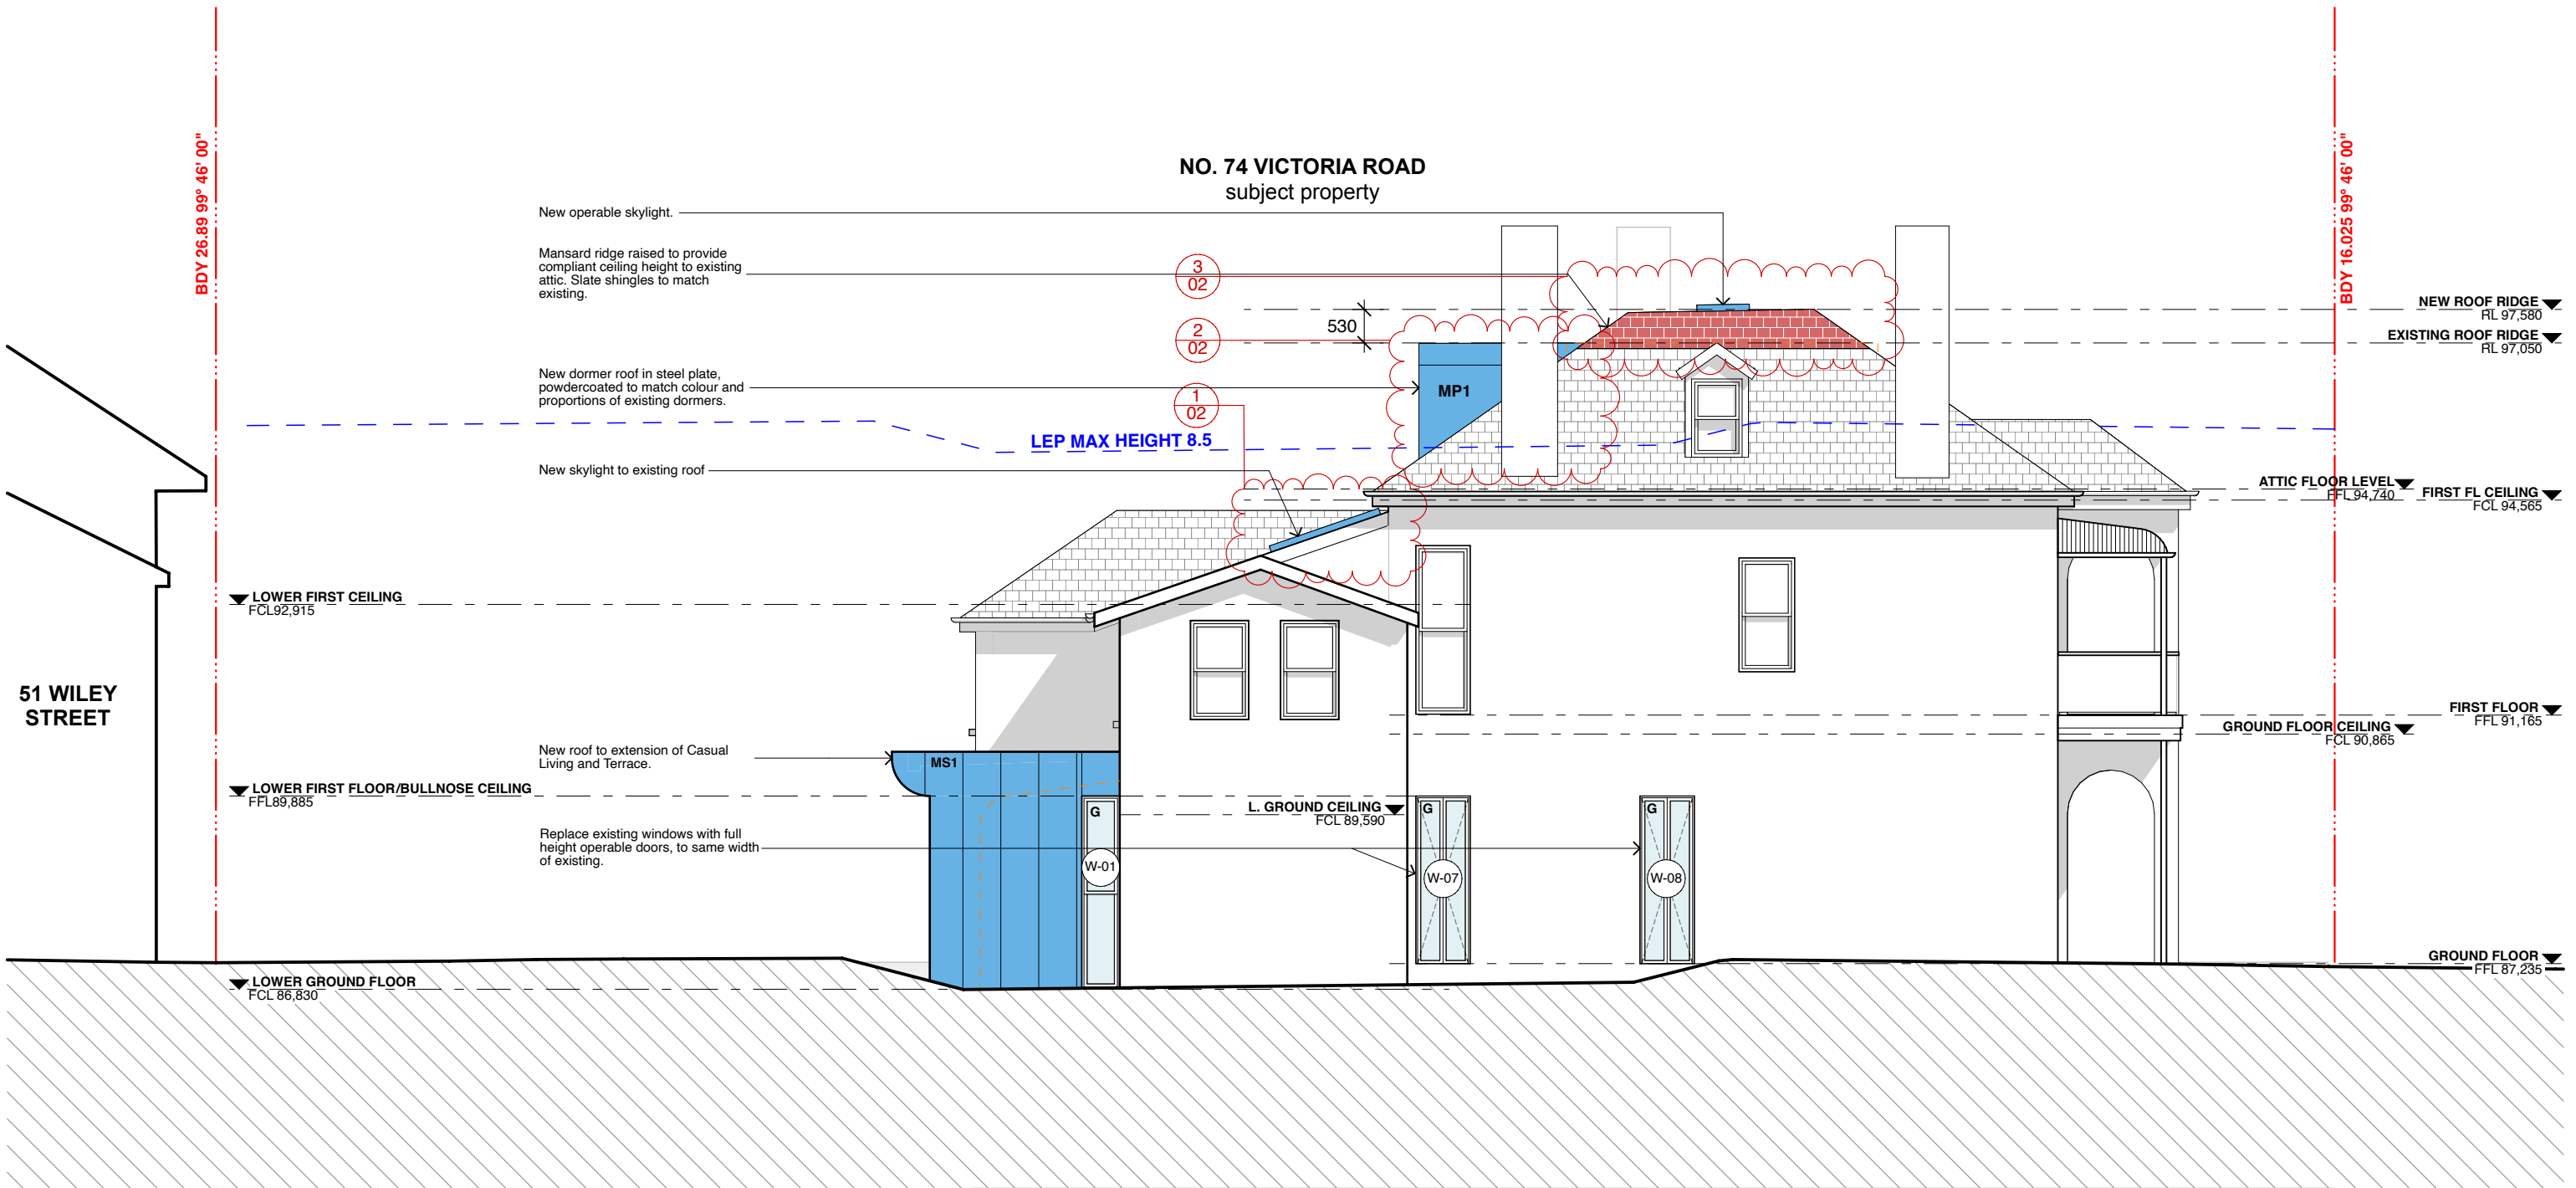 NO. 74 VICTORIA ROAD
subject property
BDY 26.89 99° 46' 00"
BDY 16.025 99° 46' 00"
New operable skylight.
Mansard ridge raised to provide
compliant ceiling height to existing
attic. Slate shingles to match
existing.
3
02
530
2
02
NEW ROOF RIDGE
RL 97,580
EXISTING ROOF RIDGE
RL 97,050
New dormer roof in steel plate,
powdercoated to match colour and
proportions of existing dormers.
MP1
1
02
LEP MAX HEIGHT 8.5
New skylight to existing roof
ATTIC FLOOR LEVEL
FFL 94,740
FIRST FL CEILING
FCL 94,565
LOWER FIRST CEILING
FCL92,915
51 WILEY
STREET
FIRST FLOOR
FFL 91,165
GROUND FLOOR CEILING
FCL 90,865
New roof to extension of Casual
Living and Terrace.
MS1
LOWER FIRST FLOOR/BULLNOSE CEILING
FFL89,885
L. GROUND CEILING
FCL 89,590
G
G
G
Replace existing windows with full
height operable doors, to same width
of existing.
W-01
W-07
W-08
GROUND FLOOR
FFL 87,235
LOWER GROUND FLOOR
FCL 86,830